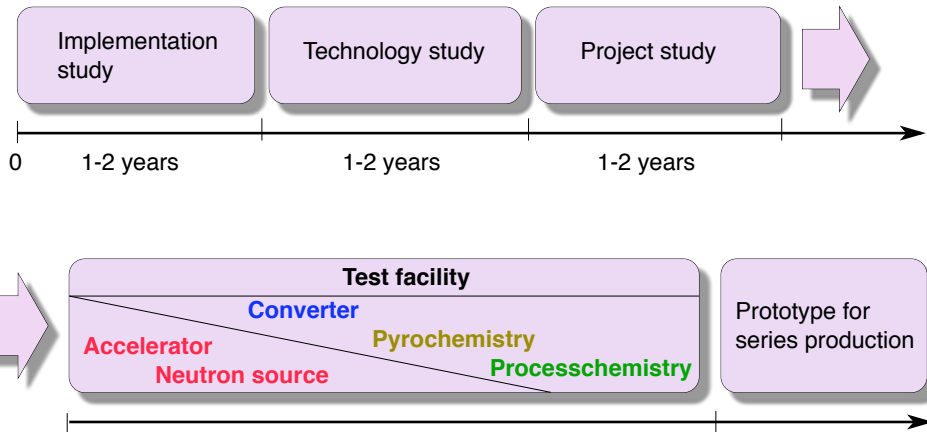 Implementation
study
Technology study
Project study
0
1-2 years
1-2 years
1-2 years
Test facility
Converter
Pyrochemistry
Accelerator
Processchemistry
Neutron source
Prototype for
series production